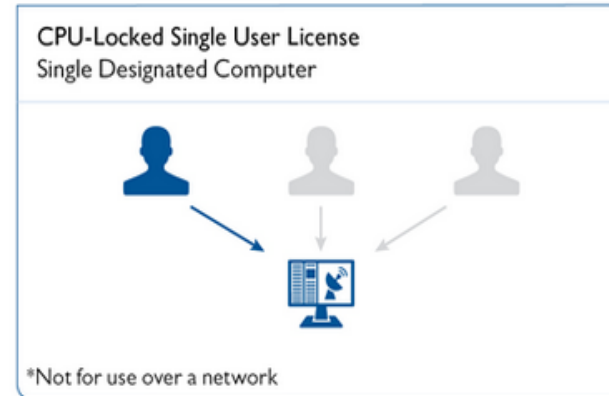 CPU-Locked Single User License
Single Designated Computer
*Not for use over a network